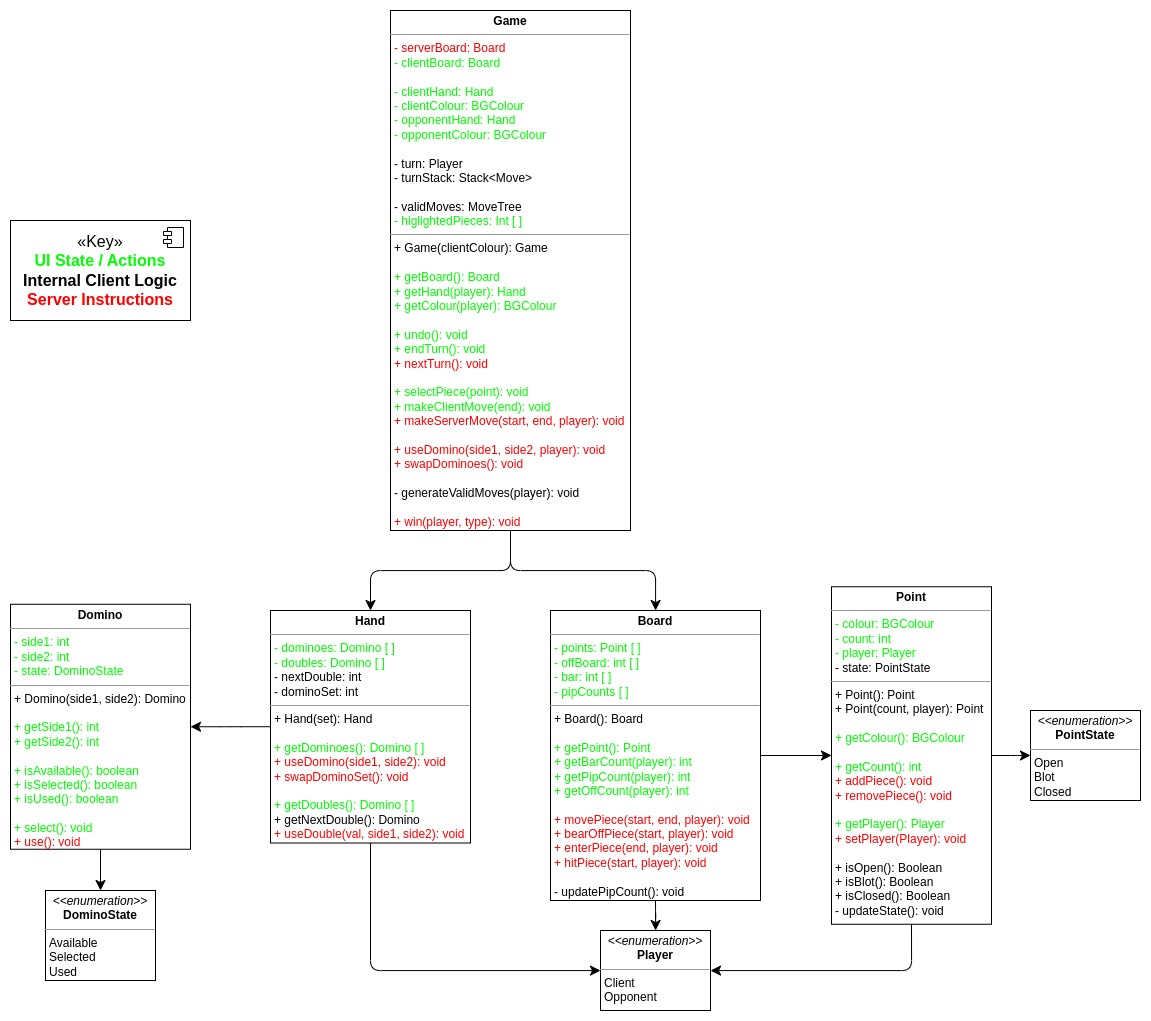 Game
- serverBoard: Board
- clientBoard: Board
- clientHand: Hand
- clientColour: BGColour
- opponentHand: Hand
- opponentColour: BGColour
- turn: Player
- turnStack: Stack<Move>
- validMoves: MoveTree
- higlightedPieces: Int [ ]
+ Game(clientColour): Game
+ getBoard(): Board
+ getHand(player): Hand
+ getColour(player): BGColour
+ undo(): void
+ endTurn(): void
+ nextTurn(): void
+ selectPiece(point): void
+ makeClientMove(end): void
+ makeServerMove(start, end, player): void
+ useDomino(side1, side2, player): void
+ swapDominoes(): void
- generateValidMoves(player): void
+ win(player, type): void
«Key»
UI State / Actions
Internal Client Logic
Server Instructions
Domino
- side1: int
- side2: int
- state: DominoState
+ Domino(side1, side2): Domino
+ getSide1(): int
+ getSide2(): int
+ isAvailable(): boolean
+ isSelected(): boolean
+ isUsed(): boolean
+ select(): void
+ use(): void
<<enumeration>>
DominoState
Available
Selected
Used
Hand
- dominoes: Domino [ ]
- doubles: Domino [ ]
- nextDouble: int
- dominoSet: int
+ Hand(set): Hand
+ getDominoes(): Domino [ ]
+ useDomino(side1, side2): void
+ swapDominoSet(): void
+ getDoubles(): Domino [ ]
+ getNextDouble(): Domino
+ useDouble(val, side1, side2): void
Board
- points: Point [ ]
- offBoard: int [ ]
- bar: int [ ]
- pipCounts [ ]
+ Board(): Board
+ getPoint(): Point
+ getBarCount(player): int
+ getPipCount(player): int
+ getOffCount(player): int
+ movePiece(start, end, player): void
+ bearOffPiece(start, player): void
+ enterPiece(end, player): void
+ hitPiece(start, player): void
- updatePipCount(): void
<<enumeration>>
Player
Client
Opponent
Point
- colour: BGColour
- count: int
- player: Player
- state: PointState
+ Point(): Point
+ Point(count, player): Point
+ getColour(): BGColour
+ getCount(): int
+ addPiece(): void
+ removePiece(): void
+ getPlayer(): Player
+ setPlayer(Player): void
+ isOpen(): Boolean
+ isBlot(): Boolean
+ isClosed(): Boolean
- updateState(): void
<<enumeration>>
PointState
Open
Blot
Closed